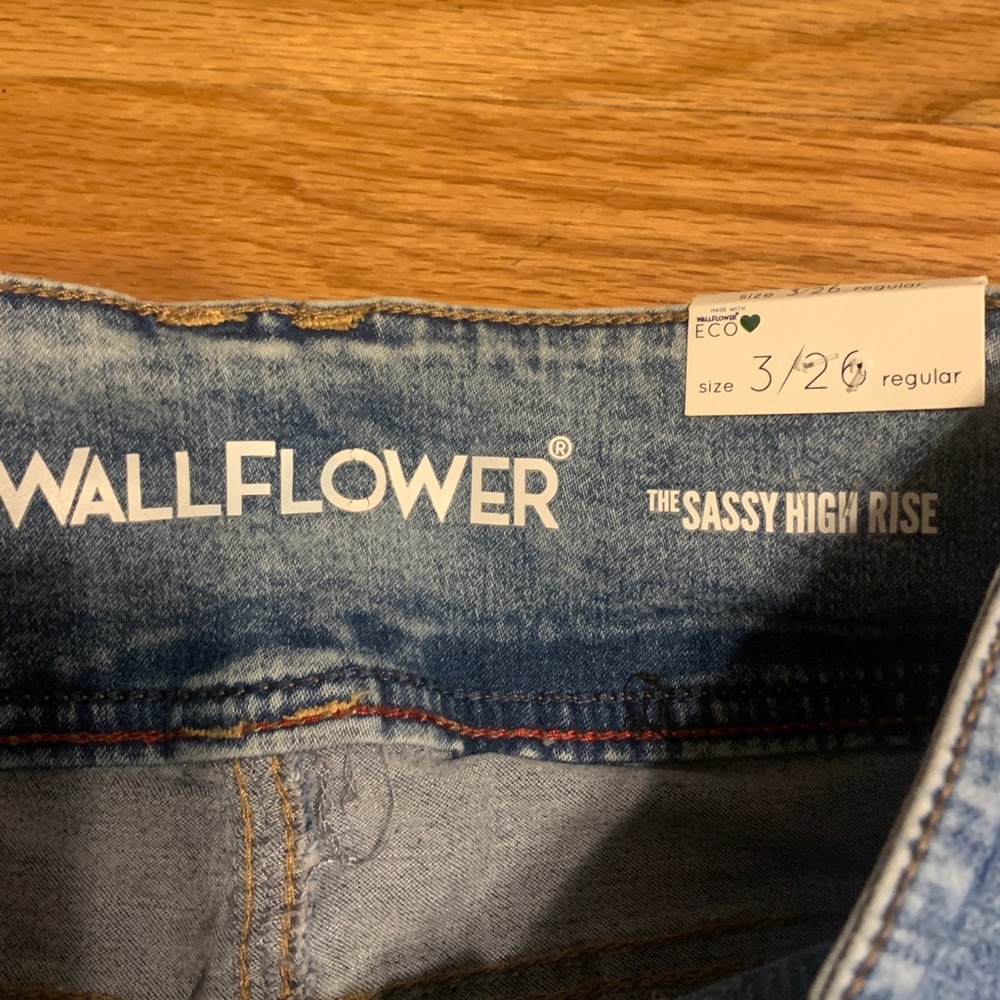 size 3/26 regular
MADE WITH
WALLFLOWER
ECO
size 3/26 regular
WALLFLOWER®
THE SASSY HIGH RISE